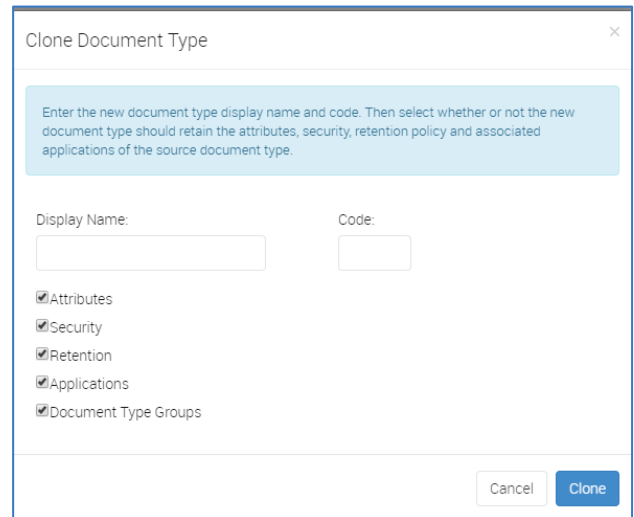 Clone Document Type
×
Enter the new document type display name and code. Then select whether or not the new
document type should retain the attributes, security, retention policy and associated
applications of the source document type.
Display Name: Code:
Attributes
Security
Retention
Applications
Document Type Groups
Cancel Clone